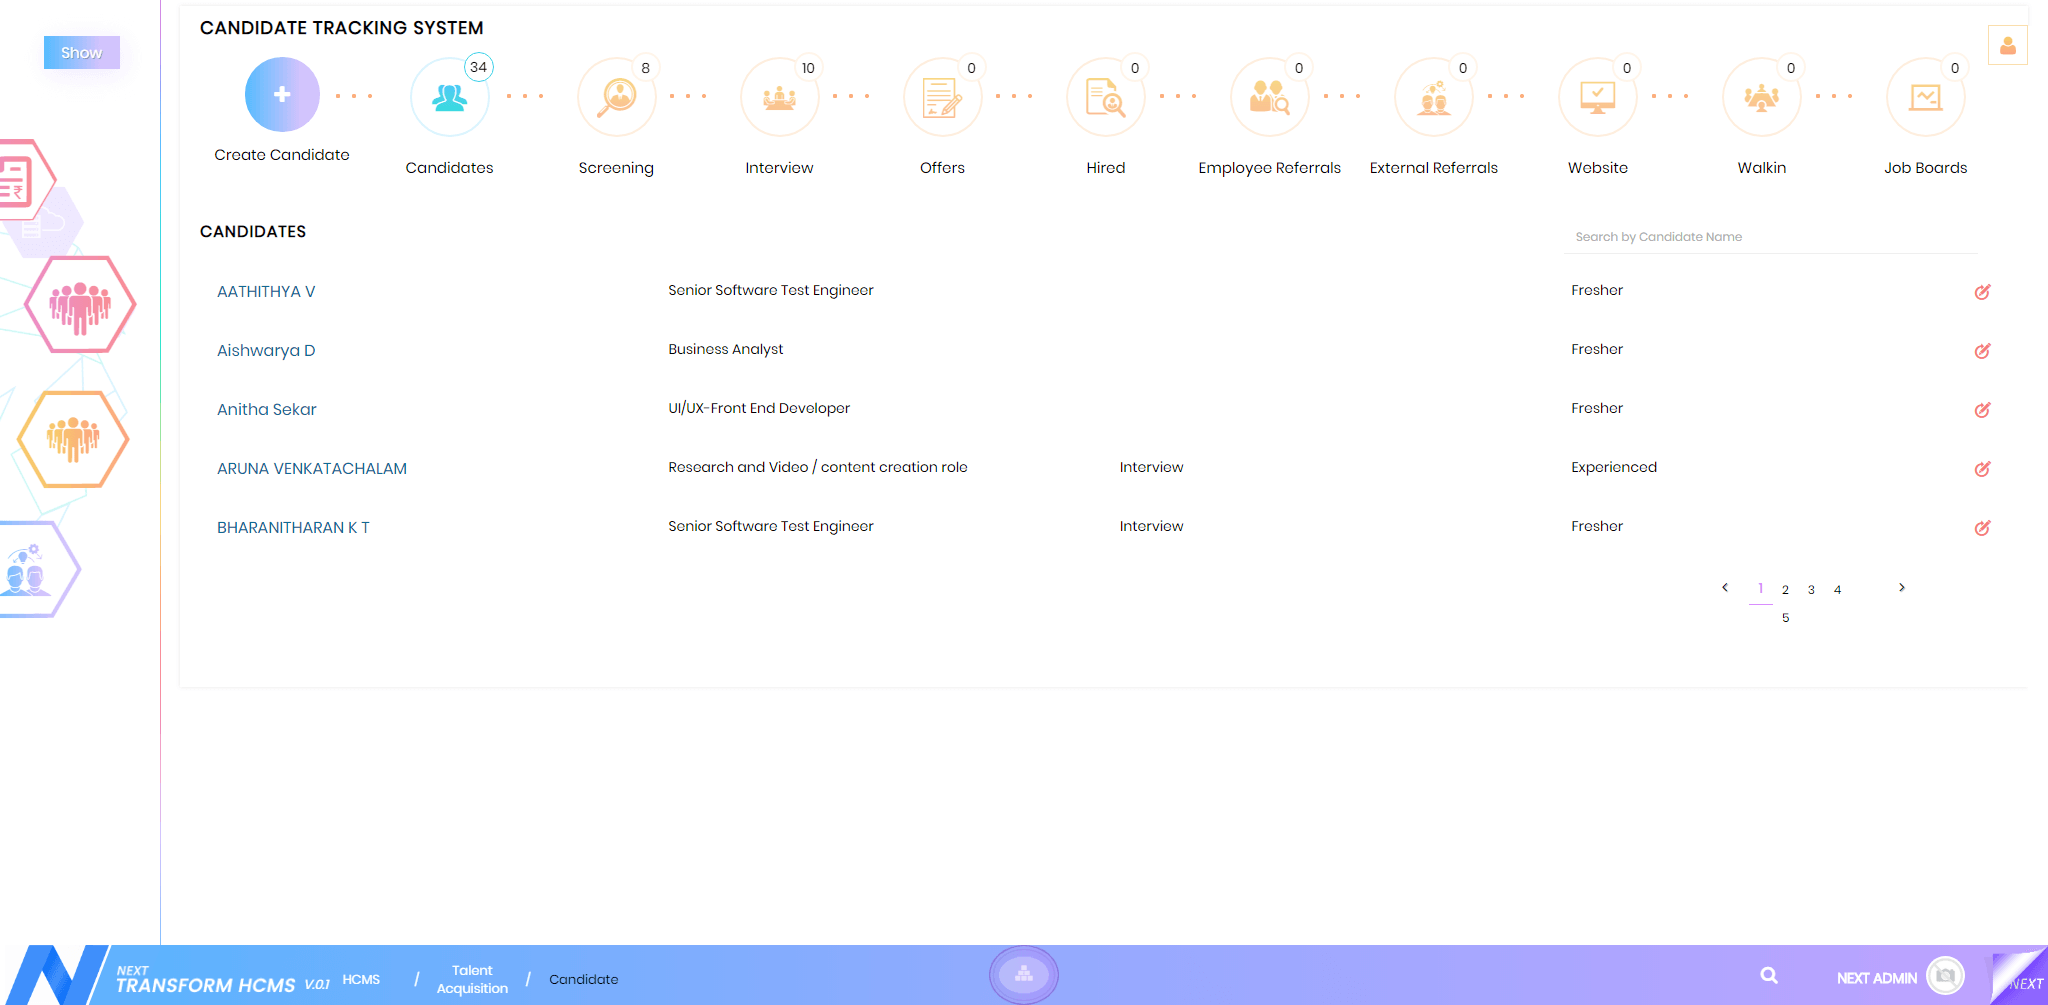 Show
CANDIDATE TRACKING SYSTEM
Create Candidate
34
Candidates
8
Screening
10
Interview
0
Offers
0
Hired
0
Employee Referrals
0
External Referrals
0
Website
0
Walkin
0
Job Boards
CANDIDATES
Search by Candidate Name
AATHITHYA V Senior Software Test Engineer Fresher
Aishwarya D Business Analyst Fresher
Anitha Sekar UI/UX-Front End Developer Fresher
ARUNA VENKATACHALAM Research and Video / content creation role Interview Experienced
BHARANITHARAN K T Senior Software Test Engineer Interview Fresher
1 2 3 4
5
NEXT
TRANSFORM HCMS V.0.1
HCMS / Talent Acquisition / Candidate
NEXT ADMIN
NEXT